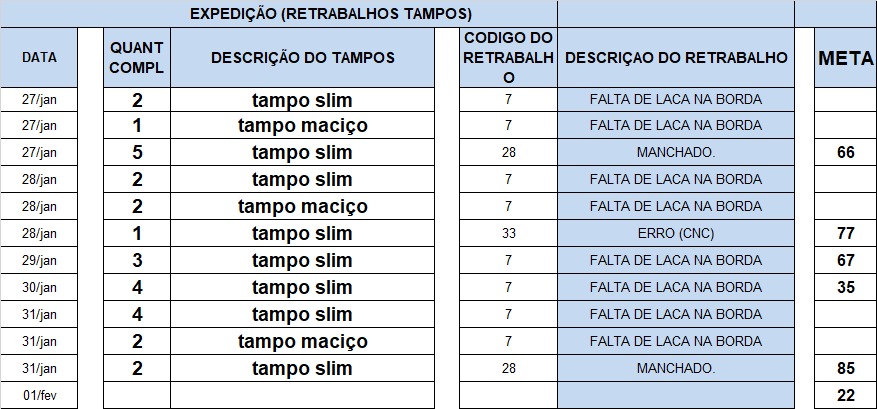 EXPEDIÇÃO (RETRABALHOS TAMPOS)
DATA QUANT COMPL DESCRIÇÃO DO TAMPOS CODIGO DO RETRABALHO DESCRIÇAO DO RETRABALHO META
27/jan 2 tampo slim 7 FALTA DE LACA NA BORDA
27/jan 1 tampo maciço 7 FALTA DE LACA NA BORDA
27/jan 5 tampo slim 28 MANCHADO. 66
28/jan 2 tampo slim 7 FALTA DE LACA NA BORDA
28/jan 2 tampo maciço 7 FALTA DE LACA NA BORDA
28/jan 1 tampo slim 33 ERRO (CNC) 77
29/jan 3 tampo slim 7 FALTA DE LACA NA BORDA 67
30/jan 4 tampo slim 7 FALTA DE LACA NA BORDA 35
31/jan 4 tampo slim 7 FALTA DE LACA NA BORDA
31/jan 2 tampo maciço 7 FALTA DE LACA NA BORDA
31/jan 2 tampo slim 28 MANCHADO. 85
01/fev 22